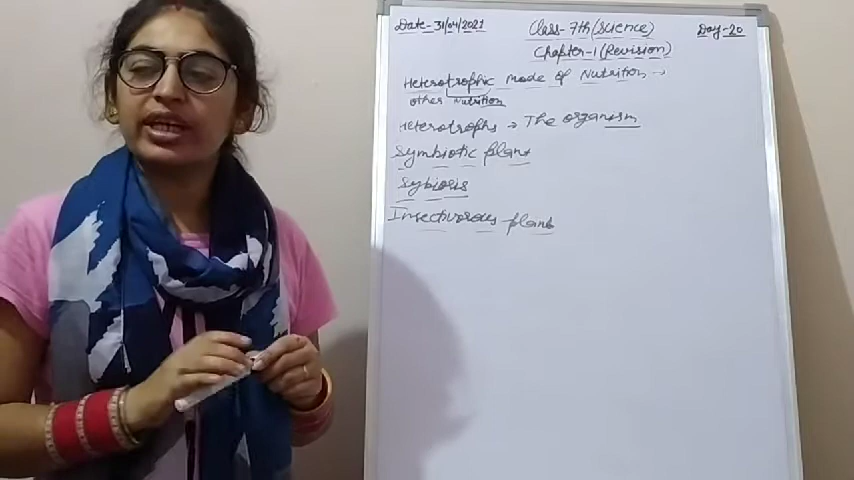 Date-31/04/2021 Class-7th(Science) Day-20
Chapter-1(Revision)
Heterotrophic Mode of Nutrition →
other Nutrition
Heterotrophs → The organism
Symbiotic plant
Sybiosis
Insectivorous plant